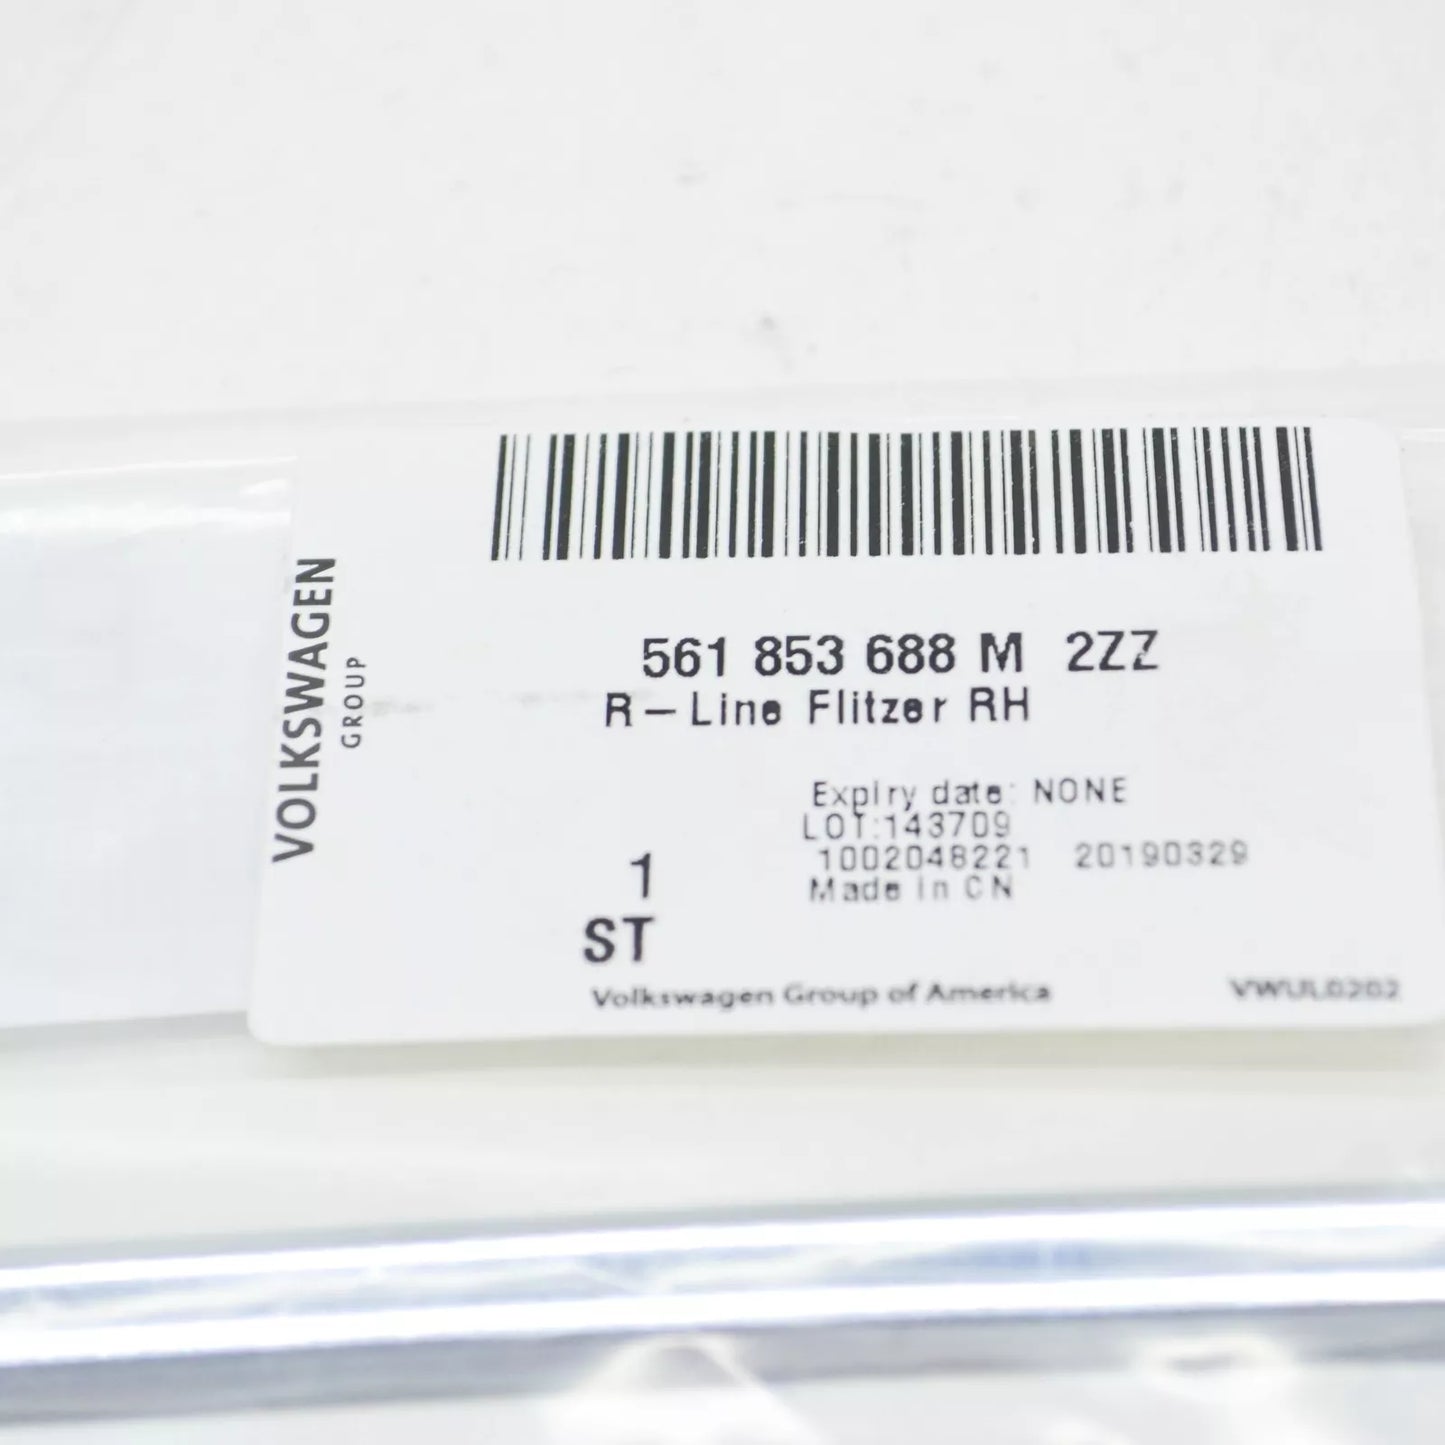 VOLKSWAGEN
GROUP
561 853 688 M 2ZZ
R-Line Flitzer RH
Expiry date: NONE
LOT:143709
1002048221 20190329
Made in CN
1
ST
Volkswagen Group of America
VWUL0202